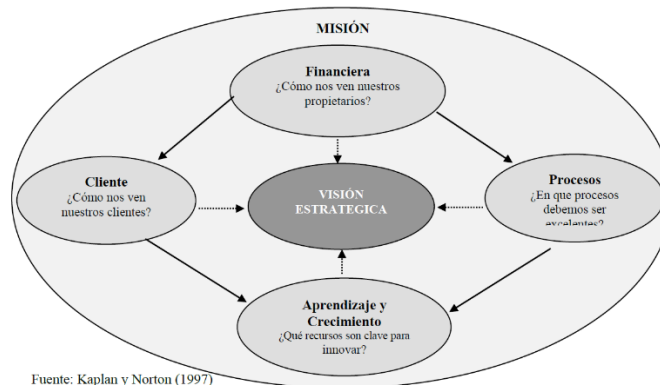 MISIÓN
Financiera
¿Cómo nos ven nuestros
propietarios?
Cliente
¿Cómo nos ven
nuestros clientes?
VISIÓN
ESTRATEGICA
Procesos
¿En que procesos
debemos ser
excelentes?
Aprendizaje y
Crecimiento
¿Qué recursos son clave para
innovar?
Fuente: Kaplan y Norton (1997)